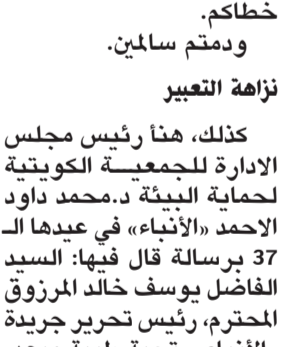 خطاكم.
ودمتم سالمين.
نزاهة التعبير
كذلك، هنأ رئيس مجلس
الادارة للجمعيـــة الكويتية
لحماية البيئة د.محمد داود
الاحمد «الأنباء» في عيدها الـ
37 برسالة قال فيها: السيد
الفاضل يوسف خالد المرزوق
المحترم، رئيس تحرير جريدة